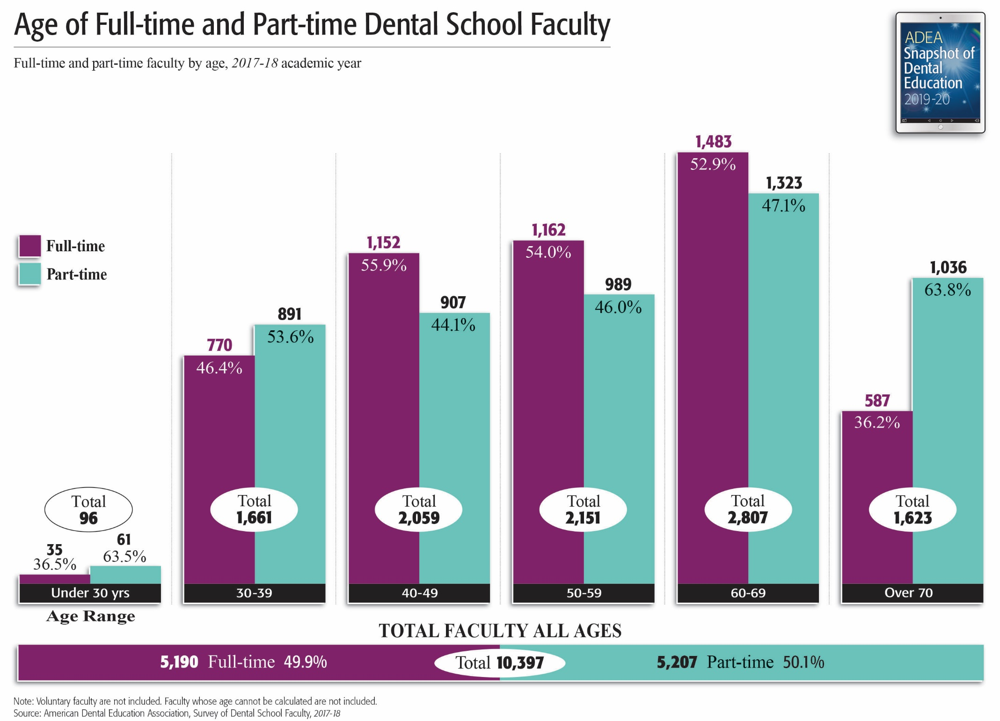 Age of Full-time and Part-time Dental School Faculty
Full-time and part-time faculty by age, 2017-18 academic year
ADEA
Snapshot of
Dental
Education
2019-20
Full-time
Part-time
Total
96
35
36.5%
61
63.5%
Under 30 yrs
770
46.4%
891
53.6%
Total
1,661
30-39
1,152
55.9%
907
44.1%
Total
2,059
40-49
1,162
54.0%
989
46.0%
Total
2,151
50-59
1,483
52.9%
1,323
47.1%
Total
2,807
60-69
587
36.2%
1,036
63.8%
Total
1,623
Over 70
Age Range
TOTAL FACULTY ALL AGES
5,190 Full-time 49.9%
Total 10,397
5,207 Part-time 50.1%
Note: Voluntary faculty are not included. Faculty whose age cannot be calculated are not included.
Source: American Dental Education Association, Survey of Dental School Faculty, 2017-18